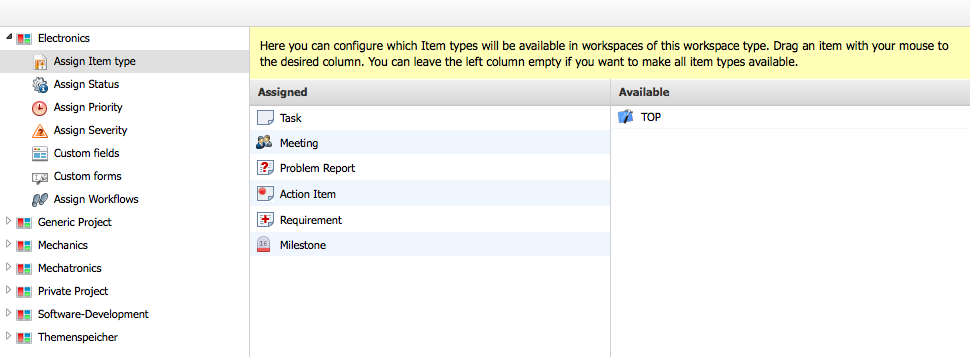 Electronics
Assign Item type
Assign Status
Assign Priority
Assign Severity
Custom fields
Custom forms
Assign Workflows
Generic Project
Mechanics
Mechatronics
Private Project
Software-Development
Themenspeicher
Here you can configure which Item types will be available in workspaces of this workspace type. Drag an item with your mouse to
the desired column. You can leave the left column empty if you want to make all item types available.
Assigned
Task
Meeting
Problem Report
Action Item
Requirement
16 Milestone
Available
TOP